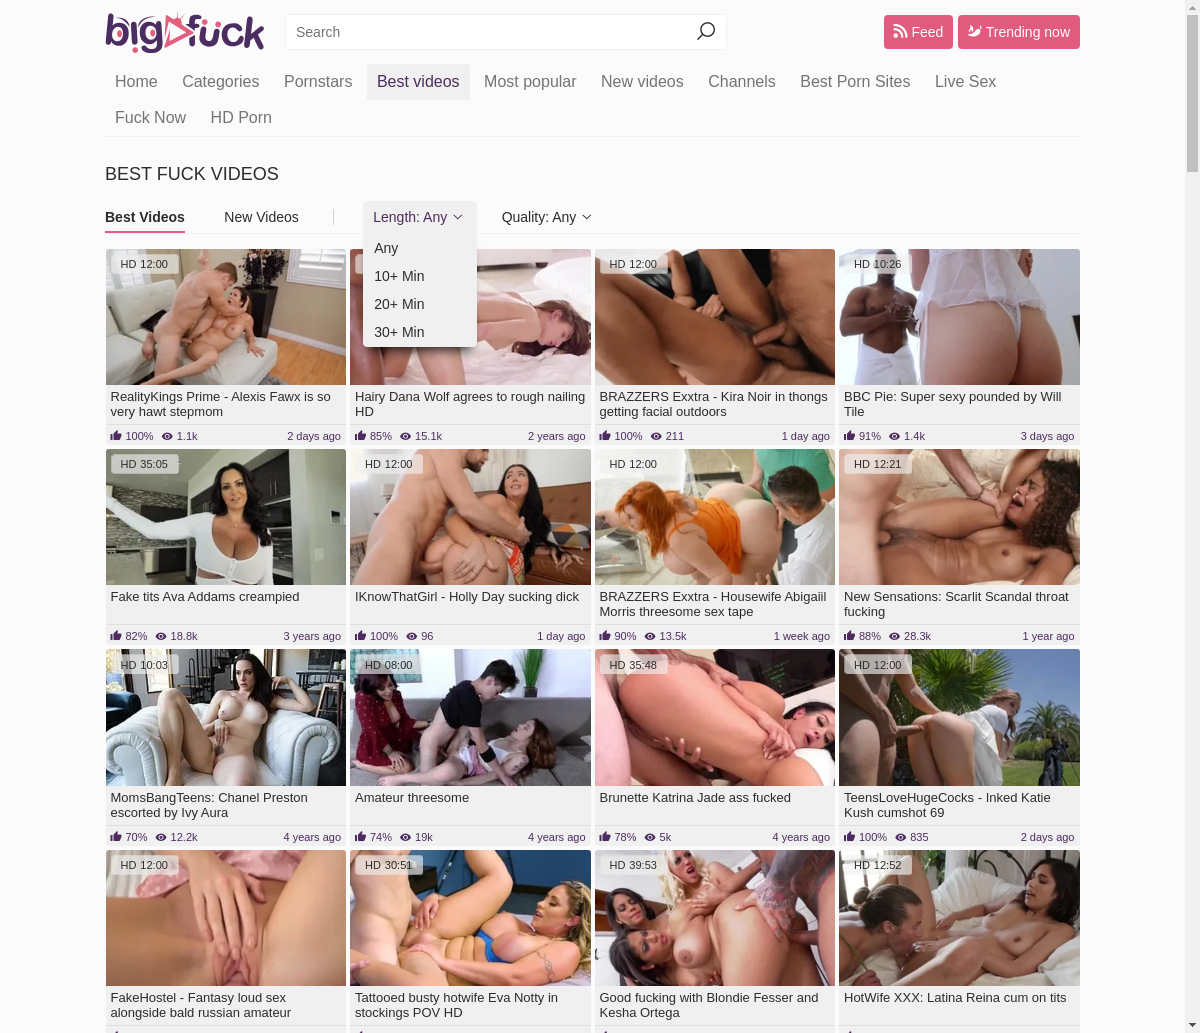 bigfuck
Search
Feed
Trending now
Home Categories Pornstars Best videos Most popular New videos Channels Best Porn Sites Live Sex
Fuck Now HD Porn
BEST FUCK VIDEOS
Best Videos New Videos Length: Any Quality: Any
Any
10+ Min
20+ Min
30+ Min
HD 12:00
RealityKings Prime - Alexis Fawx is so
very hawt stepmom
100% 1.1k 2 days ago
Hairy Dana Wolf agrees to rough nailing
HD
85% 15.1k 2 years ago
HD 12:00
BRAZZERS Exxtra - Kira Noir in thongs
getting facial outdoors
100% 211 1 day ago
HD 10:26
BBC Pie: Super sexy pounded by Will
Tile
91% 1.4k 3 days ago
HD 35:05
Fake tits Ava Addams creampied
82% 18.8k 3 years ago
HD 12:00
IKnowThatGirl - Holly Day sucking dick
100% 96 1 day ago
HD 12:00
BRAZZERS Exxtra - Housewife Abigaiil
Morris threesome sex tape
90% 13.5k 1 week ago
HD 12:21
New Sensations: Scarlit Scandal throat
fucking
88% 28.3k 1 year ago
HD 10:03
MomsBangTeens: Chanel Preston
escorted by Ivy Aura
70% 12.2k 4 years ago
HD 08:00
Amateur threesome
74% 19k 4 years ago
HD 35:48
Brunette Katrina Jade ass fucked
78% 5k 4 years ago
HD 12:00
TeensLoveHugeCocks - Inked Katie
Kush cumshot 69
100% 835 2 days ago
HD 12:00
FakeHostel - Fantasy loud sex
alongside bald russian amateur
HD 30:51
Tattooed busty hotwife Eva Notty in
stockings POV HD
HD 39:53
Good fucking with Blondie Fesser and
Kesha Ortega
HD 12:52
HotWife XXX: Latina Reina cum on tits